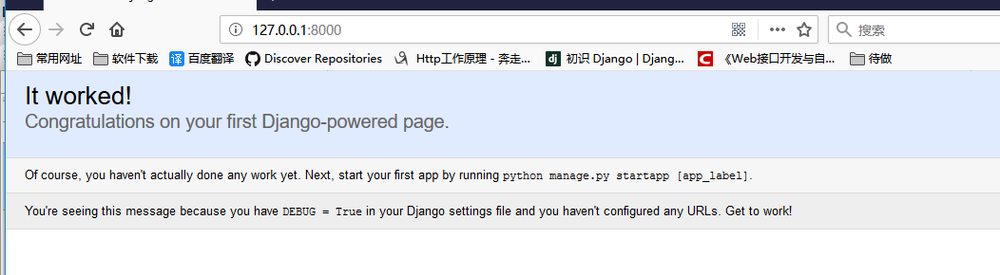 127.0.0.1:8000
搜索
常用网址 软件下载 译 百度翻译 Discover Repositories Http工作原理 - 奔走... dj 初识 Django | Djang... C 《Web接口开发与自... 待做
It worked!
Congratulations on your first Django-powered page.
Of course, you haven't actually done any work yet. Next, start your first app by running python manage.py startapp [app_label].
You're seeing this message because you have DEBUG = True in your Django settings file and you haven't configured any URLs. Get to work!